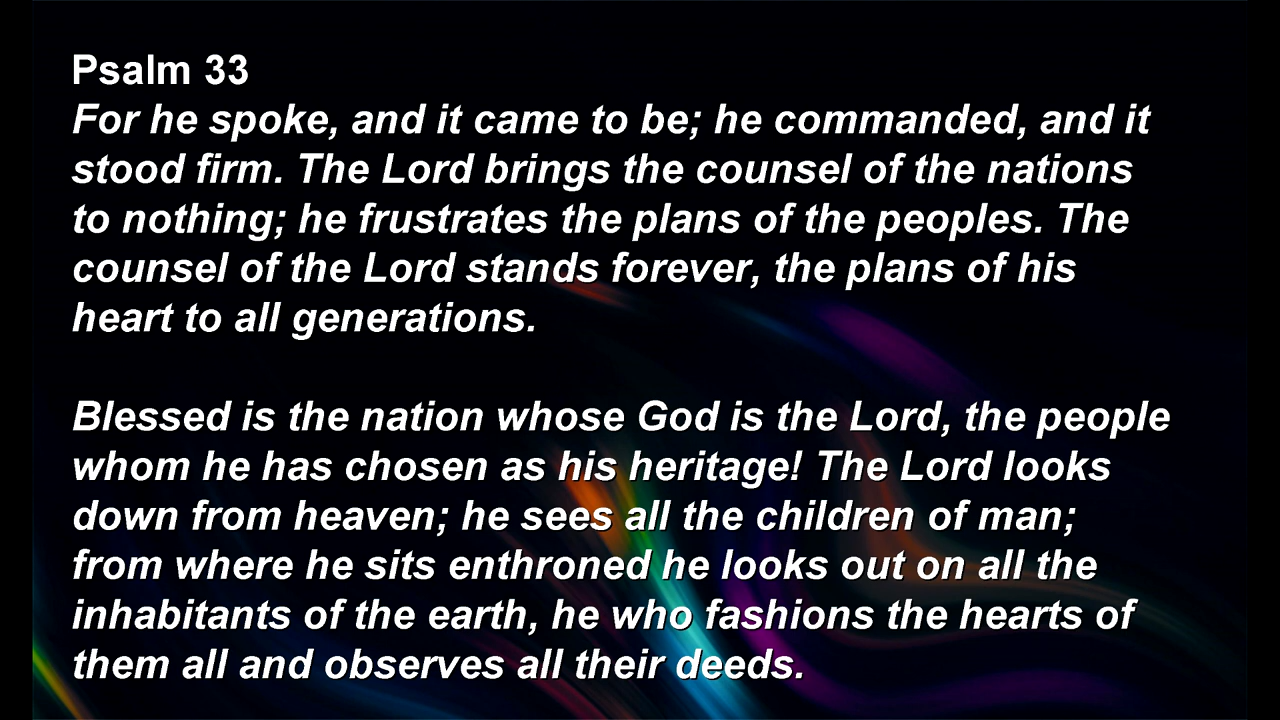 Psalm 33
For he spoke, and it came to be; he commanded, and it
stood firm. The Lord brings the counsel of the nations
to nothing; he frustrates the plans of the peoples. The
counsel of the Lord stands forever, the plans of his
heart to all generations.
Blessed is the nation whose God is the Lord, the people
whom he has chosen as his heritage! The Lord looks
down from heaven; he sees all the children of man;
from where he sits enthroned he looks out on all the
inhabitants of the earth, he who fashions the hearts of
them all and observes all their deeds.